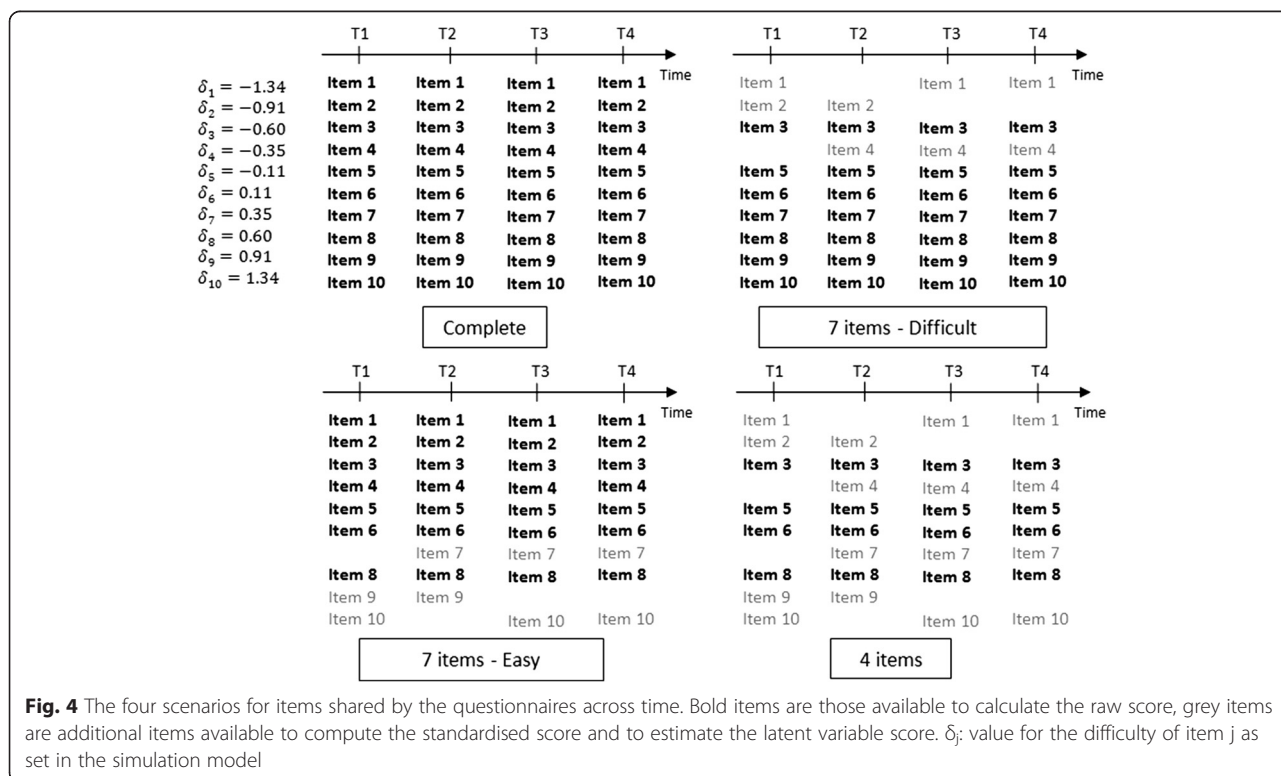 T1 T2 T3 T4
Time
δ₁ = −1.34 Item 1 Item 1 Item 1 Item 1
δ₂ = −0.91 Item 2 Item 2 Item 2 Item 2
δ₃ = −0.60 Item 3 Item 3 Item 3 Item 3
δ₄ = −0.35 Item 4 Item 4 Item 4 Item 4
δ₅ = −0.11 Item 5 Item 5 Item 5 Item 5
δ₆ = 0.11 Item 6 Item 6 Item 6 Item 6
δ₇ = 0.35 Item 7 Item 7 Item 7 Item 7
δ₈ = 0.60 Item 8 Item 8 Item 8 Item 8
δ₉ = 0.91 Item 9 Item 9 Item 9 Item 9
δ₁₀ = 1.34 Item 10 Item 10 Item 10 Item 10
Complete
T1 T2 T3 T4
Time
Item 1 Item 1 Item 1
Item 2 Item 2
Item 3 Item 3 Item 3 Item 3
Item 4 Item 4 Item 4
Item 5 Item 5 Item 5 Item 5
Item 6 Item 6 Item 6 Item 6
Item 7 Item 7 Item 7 Item 7
Item 8 Item 8 Item 8 Item 8
Item 9 Item 9 Item 9 Item 9
Item 10 Item 10 Item 10 Item 10
7 items - Difficult
T1 T2 T3 T4
Time
Item 1 Item 1 Item 1 Item 1
Item 2 Item 2 Item 2 Item 2
Item 3 Item 3 Item 3 Item 3
Item 4 Item 4 Item 4 Item 4
Item 5 Item 5 Item 5 Item 5
Item 6 Item 6 Item 6 Item 6
Item 7 Item 7 Item 7
Item 8 Item 8 Item 8 Item 8
Item 9 Item 9
Item 10 Item 10 Item 10
7 items - Easy
T1 T2 T3 T4
Time
Item 1 Item 1 Item 1
Item 2 Item 2
Item 3 Item 3 Item 3 Item 3
Item 4 Item 4 Item 4
Item 5 Item 5 Item 5 Item 5
Item 6 Item 6 Item 6 Item 6
Item 7 Item 7 Item 7
Item 8 Item 8 Item 8 Item 8
Item 9 Item 9
Item 10 Item 10 Item 10
4 items
Fig. 4 The four scenarios for items shared by the questionnaires across time. Bold items are those available to calculate the raw score, grey items
are additional items available to compute the standardised score and to estimate the latent variable score. δj: value for the difficulty of item j as
set in the simulation model